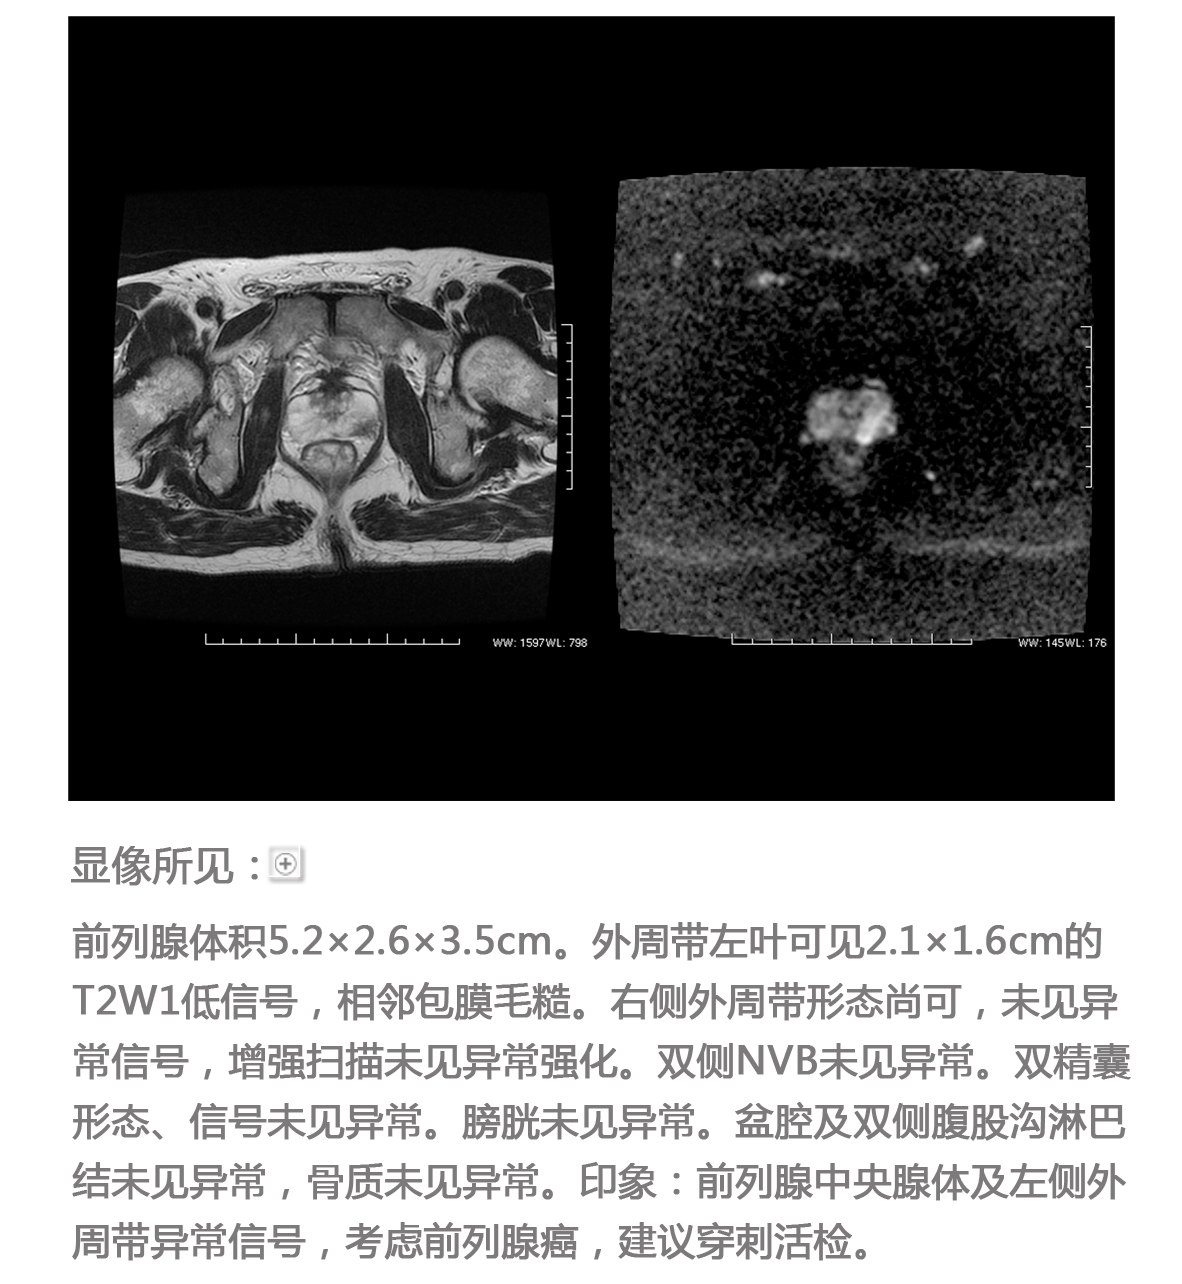 WW: 1597WL: 798
WW: 145WL: 176
显像所见：
前列腺体积5.2×2.6×3.5cm。外周带左叶可见2.1×1.6cm的
T2W1低信号，相邻包膜毛糙。右侧外周带形态尚可，未见异
常信号，增强扫描未见异常强化。双侧NVB未见异常。双精囊
形态、信号未见异常。膀胱未见异常。盆腔及双侧腹股沟淋巴
结未见异常，骨质未见异常。印象：前列腺中央腺体及左侧外
周带异常信号，考虑前列腺癌，建议穿刺活检。